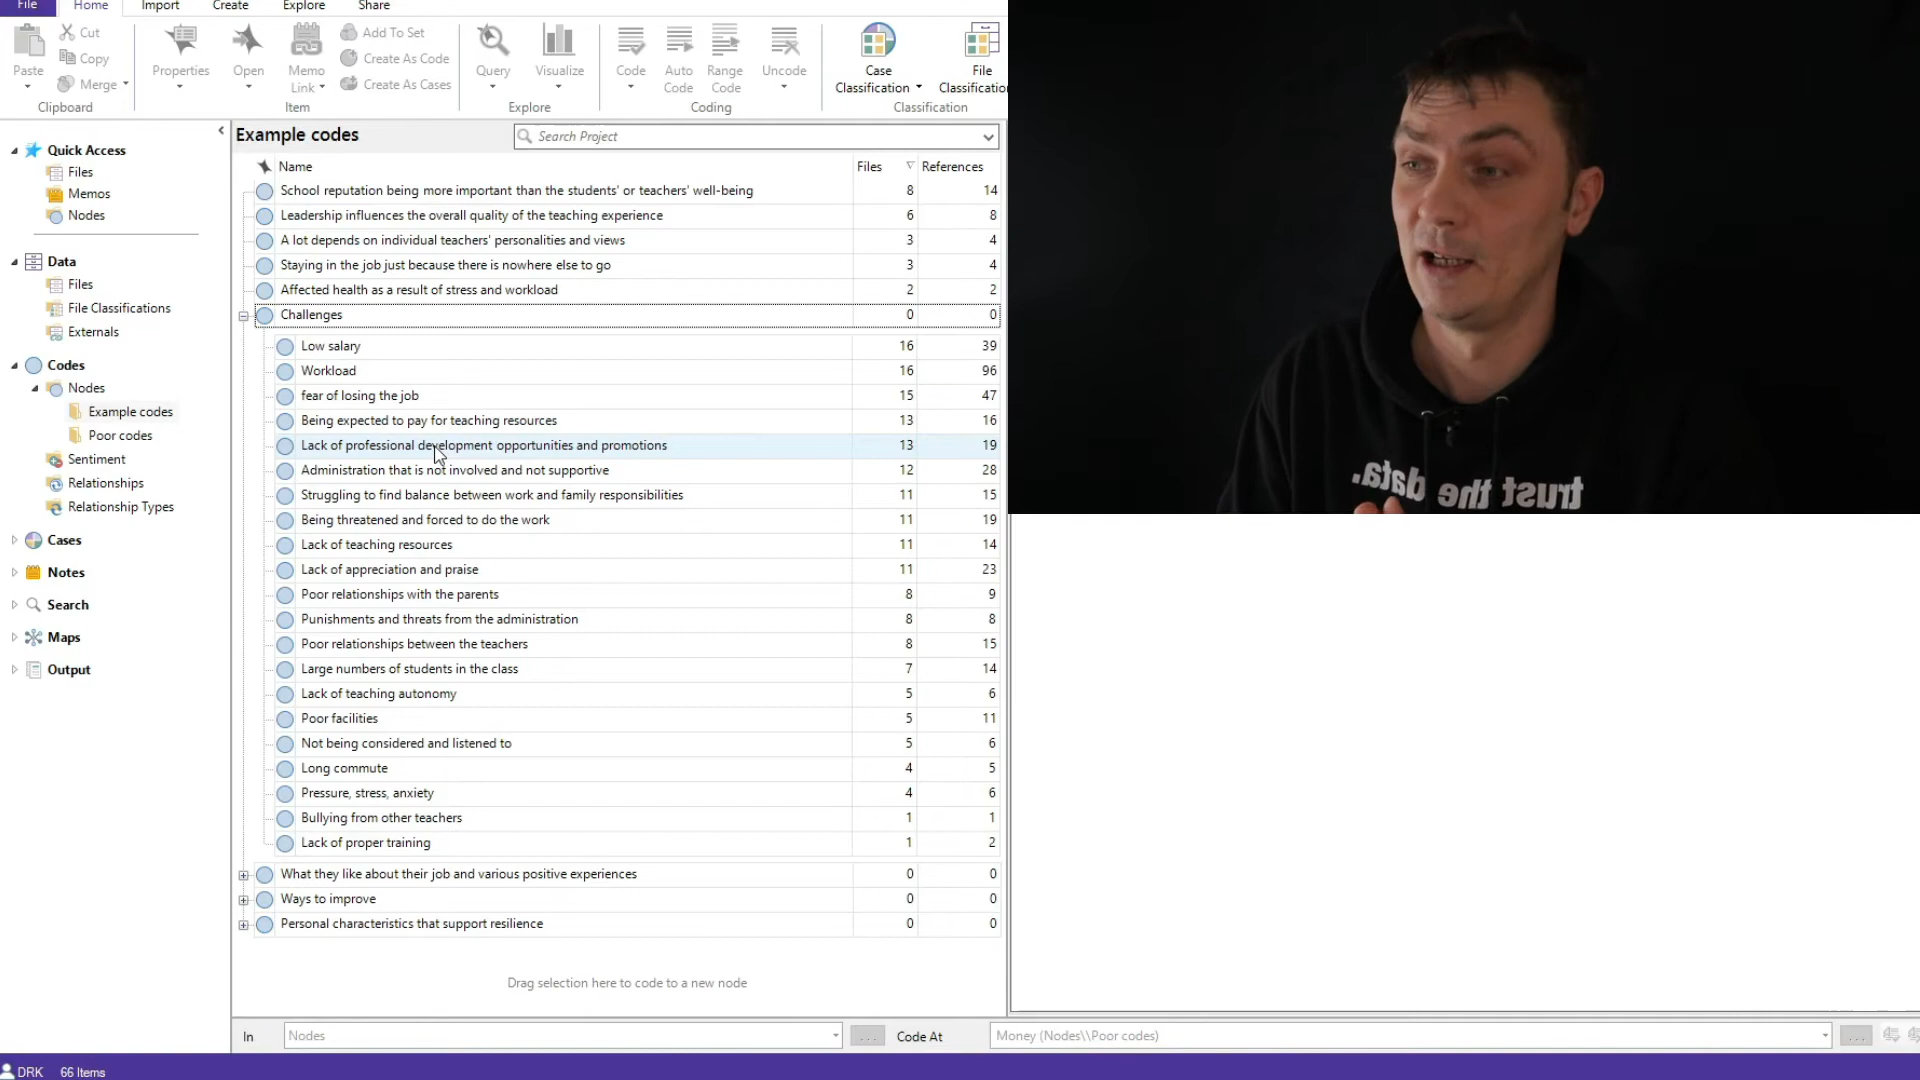 File Home Import Create Explore Share
Paste Cut Copy Merge
Clipboard
Properties Open Memo Link Add To Set Create As Code Create As Cases
Item
Query Visualize
Explore
Code Auto Code Range Code Uncode
Coding
Case Classification File
Classification
Quick Access
Files
Memos
Nodes
Data
Files
File Classifications
Externals
Codes
Nodes
Example codes
Poor codes
Sentiment
Relationships
Relationship Types
Cases
Notes
Search
Maps
Output
Example codes Search Project
Name Files References
School reputation being more important than the students' or teachers' well-being 8 14
Leadership influences the overall quality of the teaching experience 6 8
A lot depends on individual teachers' personalities and views 3 4
Staying in the job just because there is nowhere else to go 3 4
Affected health as a result of stress and workload 2 2
Challenges 0 0
Low salary 16 39
Workload 16 96
fear of losing the job 15 47
Being expected to pay for teaching resources 13 16
Lack of professional development opportunities and promotions 13 19
Administration that is not involved and not supportive 12 28
Struggling to find balance between work and family responsibilities 11 15
Being threatened and forced to do the work 11 19
Lack of teaching resources 11 14
Lack of appreciation and praise 11 23
Poor relationships with the parents 8 9
Punishments and threats from the administration 8 8
Poor relationships between the teachers 8 15
Large numbers of students in the class 7 14
Lack of teaching autonomy 5 6
Poor facilities 5 11
Not being considered and listened to 5 6
Long commute 4 5
Pressure, stress, anxiety 4 6
Bullying from other teachers 1 1
Lack of proper training 1 2
What they like about their job and various positive experiences 0 0
Ways to improve 0 0
Personal characteristics that support resilience 0 0
Drag selection here to code to a new node
In Nodes ... Code At Money (Nodes\\Poor codes) ...
DRK 66 Items
trust the data.